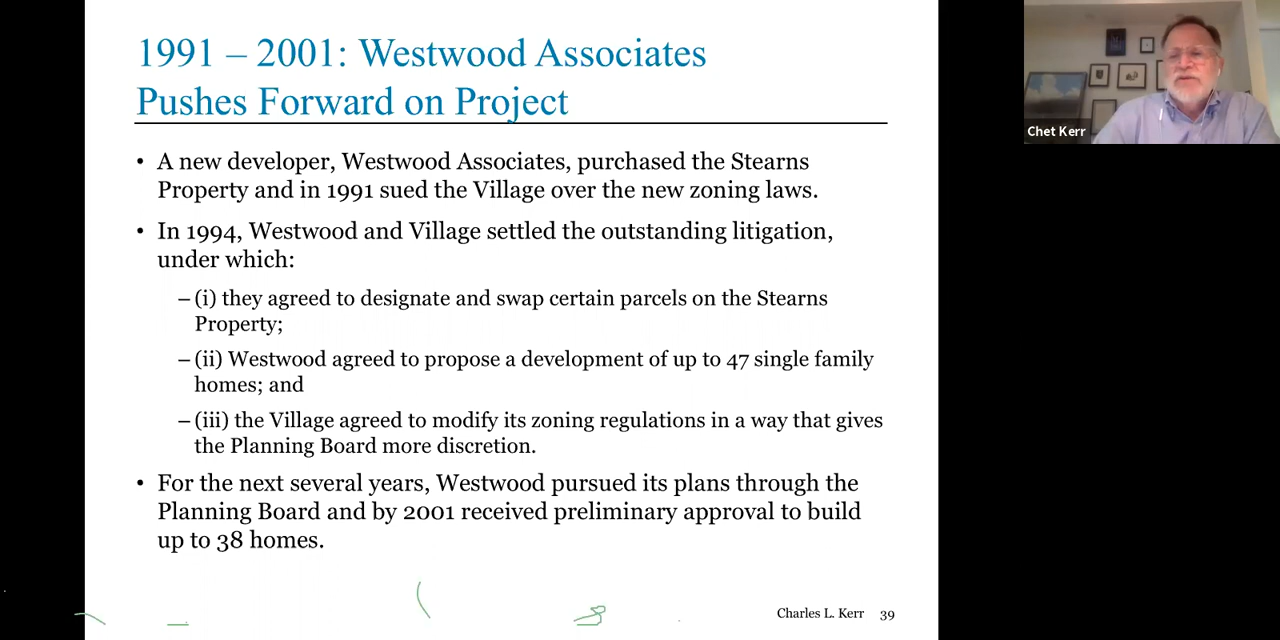 1991 – 2001: Westwood Associates
Pushes Forward on Project
• A new developer, Westwood Associates, purchased the Stearns
Property and in 1991 sued the Village over the new zoning laws.
• In 1994, Westwood and Village settled the outstanding litigation,
under which:
– (i) they agreed to designate and swap certain parcels on the Stearns
Property;
– (ii) Westwood agreed to propose a development of up to 47 single family
homes; and
– (iii) the Village agreed to modify its zoning regulations in a way that gives
the Planning Board more discretion.
• For the next several years, Westwood pursued its plans through the
Planning Board and by 2001 received preliminary approval to build
up to 38 homes.
Charles L. Kerr 39
Chet Kerr